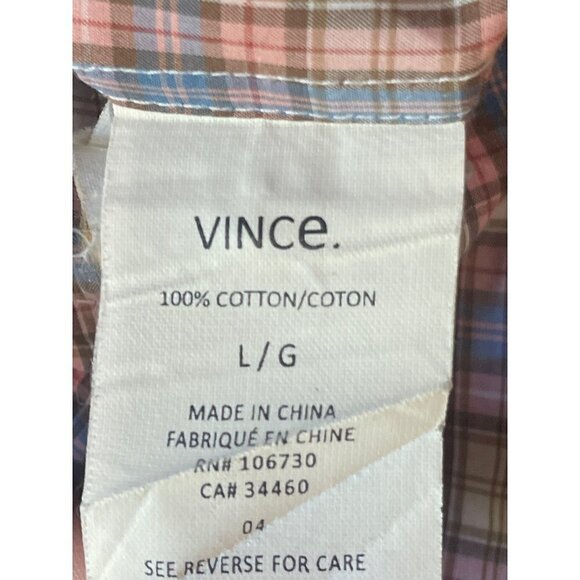 VINCe.
100% COTTON/COTON
L / G
MADE IN CHINA
FABRIQUÉ EN CHINE
RN# 106730
CA# 34460
04
SEE REVERSE FOR CARE